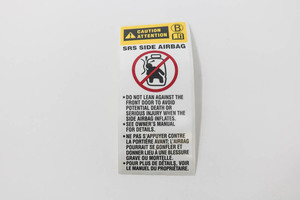 CAUTION
ATTENTION
SRS SIDE AIRBAG
• DO NOT LEAN AGAINST THE
FRONT DOOR TO AVOID
POTENTIAL DEATH OR
SERIOUS INJURY WHEN THE
SIDE AIRBAG INFLATES.
• SEE OWNER'S MANUAL
FOR DETAILS.
• NE PAS S'APPUYER CONTRE
LA PORTIÈRE AVANT; L'AIRBAG
POURRAIT SE GONFLER ET
DONNER LIEU À UNE BLESSURE
GRAVE OU MORTELLE.
• POUR PLUS DE DÉTAILS, VOIR
LE MANUEL DU PROPRIÉTAIRE.